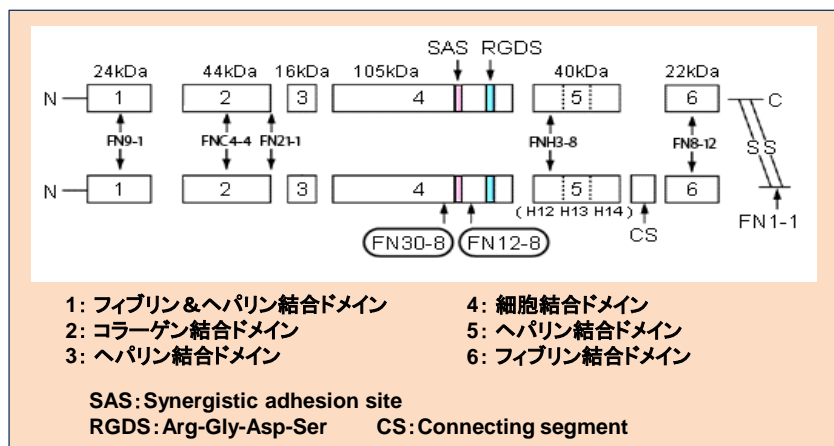 SAS RGDS
24kDa 44kDa 16kDa 105kDa 40kDa 22kDa
N 1 2 3 4 5 6 C
FN9-1 FNC4-4 FN21-1 FNH3-8 FN8-12 SS
N 1 2 3 4 5 6
(H12 H13 H14) FN1-1
FN30-8 FN12-8 CS
1: フィブリン&ヘパリン結合ドメイン 4: 細胞結合ドメイン
2: コラーゲン結合ドメイン 5: ヘパリン結合ドメイン
3: ヘパリン結合ドメイン 6: フィブリン結合ドメイン
SAS:Synergistic adhesion site
RGDS:Arg-Gly-Asp-Ser CS:Connecting segment